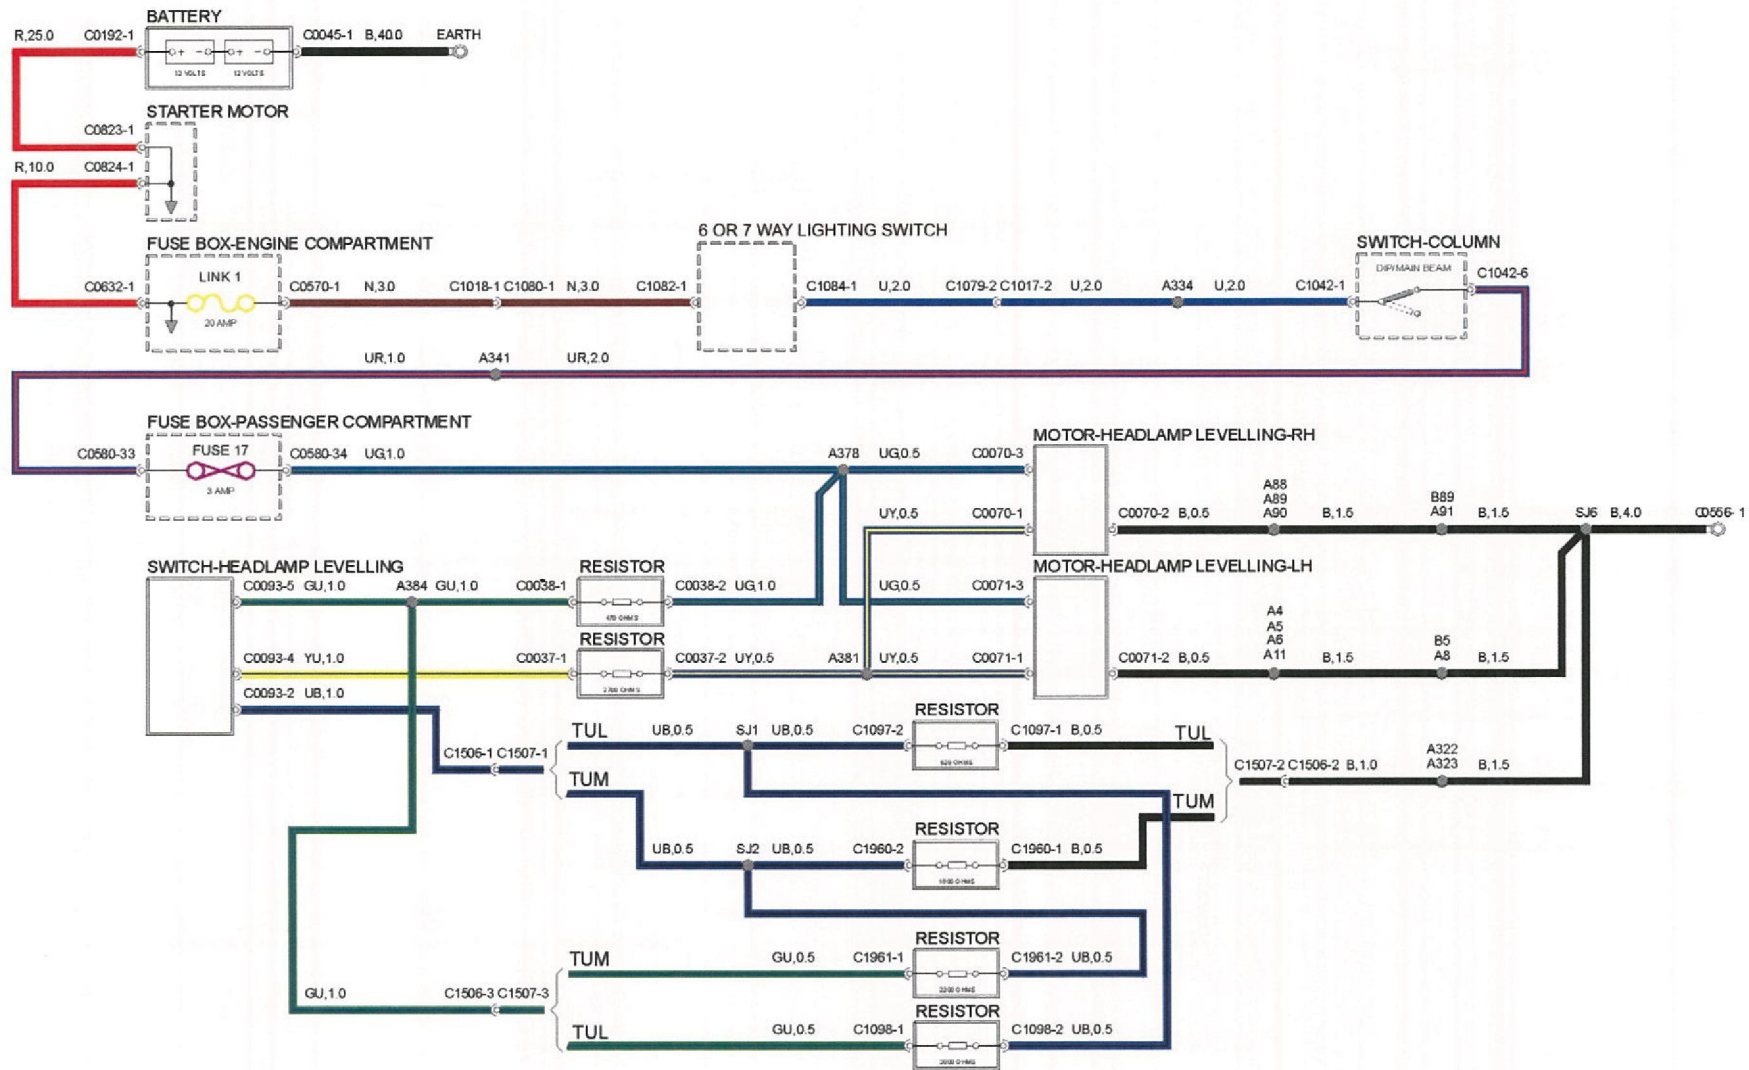 BATTERY
R,25.0 C0192-1 C0045-1 B,40.0 EARTH
12 VOLTS 12 VOLTS
STARTER MOTOR
C0823-1
R,10.0 C0824-1
6 OR 7 WAY LIGHTING SWITCH
FUSE BOX-ENGINE COMPARTMENT SWITCH-COLUMN
LINK 1 DIP/MAIN BEAM C1042-6
C0632-1 C0570-1 N,3.0 C1018-1 C1080-1 N,3.0 C1082-1 C1084-1 U,2.0 C1079-2 C1017-2 U,2.0 A334 U,2.0 C1042-1
20 AMP
UR,1.0 A341 UR,2.0
FUSE BOX-PASSENGER COMPARTMENT
MOTOR-HEADLAMP LEVELLING-RH
C0580-33 FUSE 17 C0580-34 UG,1.0 A378 UG,0.5 C0070-3
3 AMP
A88
A89 B89
UY,0.5 C0070-1 C0070-2 B,0.5 A90 B,1.5 A91 B,1.5 SJ6 B,4.0 C0556-1
SWITCH-HEADLAMP LEVELLING RESISTOR MOTOR-HEADLAMP LEVELLING-LH
C0093-5 GU,1.0 A384 GU,1.0 C0038-1 C0038-2 UG,1.0 UG,0.5 C0071-3
470 OHMS
A4
A5
RESISTOR A6 B5
C0093-4 YU,1.0 C0037-1 C0037-2 UY,0.5 A381 UY,0.5 C0071-1 C0071-2 B,0.5 A11 B,1.5 A8 B,1.5
2700 OHMS
C0093-2 UB,1.0
RESISTOR
TUL UB,0.5 SJ1 UB,0.5 C1097-2 C1097-1 B,0.5 TUL
C1506-1 C1507-1 A322
C1507-2 C1506-2 B,1.0 A323 B,1.5
TUM TUM
RESISTOR
UB,0.5 SJ2 UB,0.5 C1960-2 C1960-1 B,0.5
RESISTOR
TUM GU,0.5 C1961-1 C1961-2 UB,0.5
GU,1.0 C1506-3 C1507-3
RESISTOR
TUL GU,0.5 C1098-1 C1098-2 UB,0.5